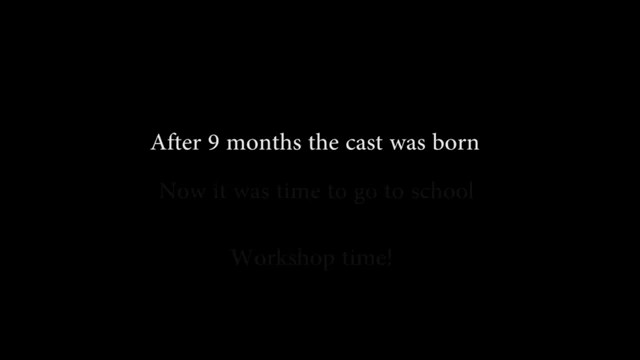 After 9 months the cast was born
Now it was time to go to school
Workshop time!